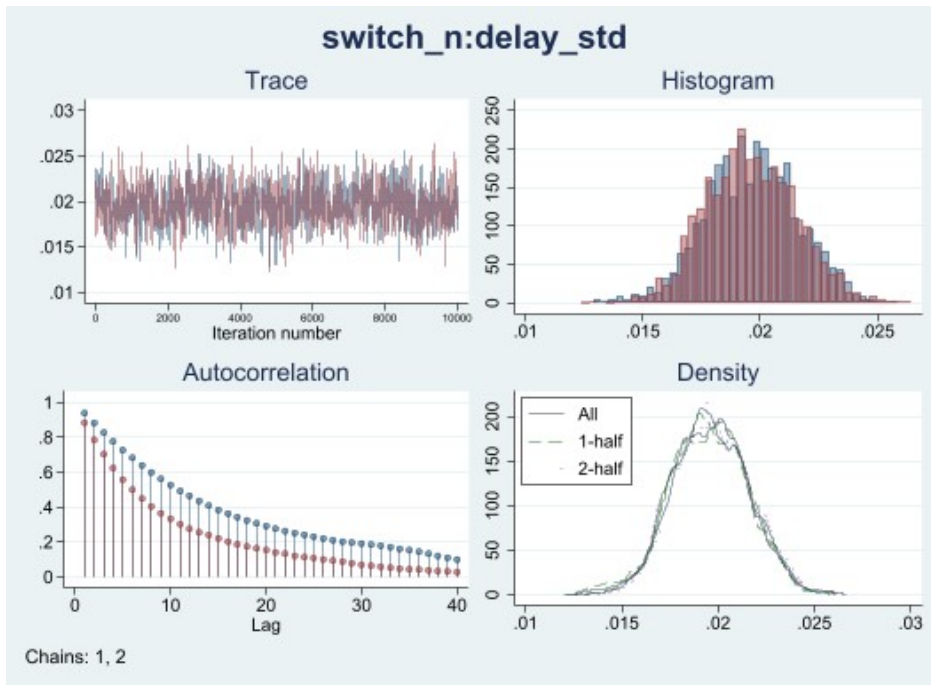 switch_n:delay_std
Trace
.03
.025
.02
.015
.01
0 2000 4000 6000 8000 10000
Iteration number
Histogram
250
200
150
100
50
0
.01 .015 .02 .025
Autocorrelation
1
.8
.6
.4
.2
0
0 10 20 30 40
Lag
Density
200
150
100
50
0
All
1-half
2-half
.01 .015 .02 .025 .03
Chains: 1, 2